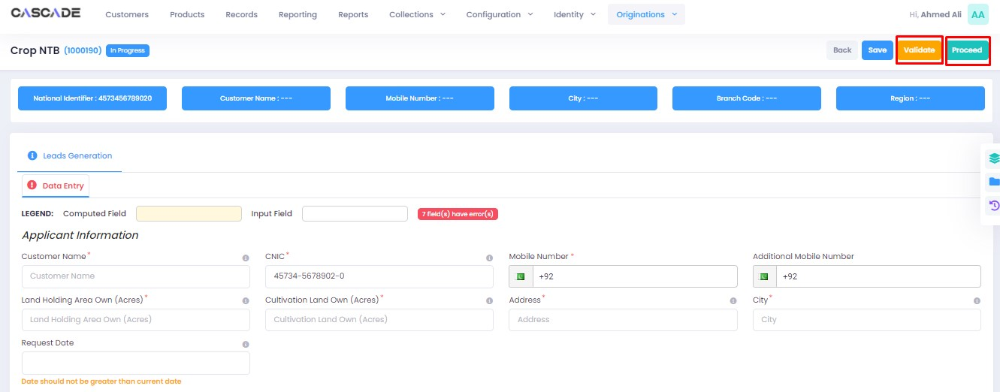 CASCADE Customers Products Records Reporting Reports Collections Configuration Identity Originations Hi, Ahmed Ali AA
Crop NTB (1000190) In Progress Back Save Validate Proceed
National Identifier : 4573456789020 Customer Name : --- Mobile Number : --- City : --- Branch Code : --- Region : ---
Leads Generation
Data Entry
LEGEND: Computed Field Input Field 7 field(s) have error(s)
Applicant Information
Customer Name* CNIC* Mobile Number * Additional Mobile Number
Customer Name 45734-5678902-0 +92 +92
Land Holding Area Own (Acres)* Cultivation Land Own (Acres)* Address* City*
Land Holding Area Own (Acres) Cultivation Land Own (Acres) Address City
Request Date
Date should not be greater than current date